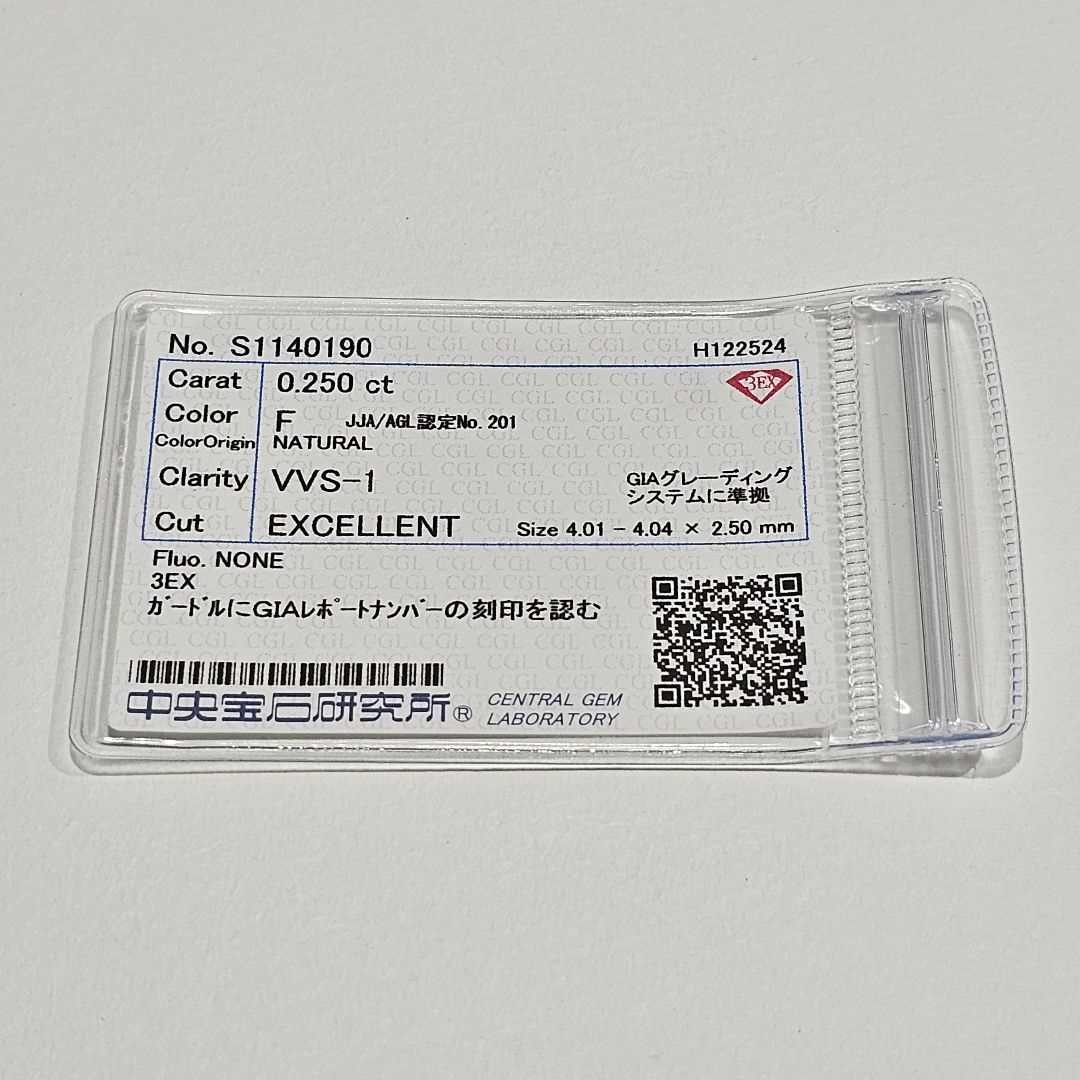 No. S1140190 H122524
Carat 0.250 ct 3EX
Color F JJA/AGL認定No.201
ColorOrigin NATURAL
Clarity VVS-1 GIAグレーディング
システムに準拠
Cut EXCELLENT Size 4.01 - 4.04 × 2.50 mm
Fluo. NONE
3EX
ガードルにGIAレポートナンバーの刻印を認む
中央宝石研究所® CENTRAL GEM
LABORATORY